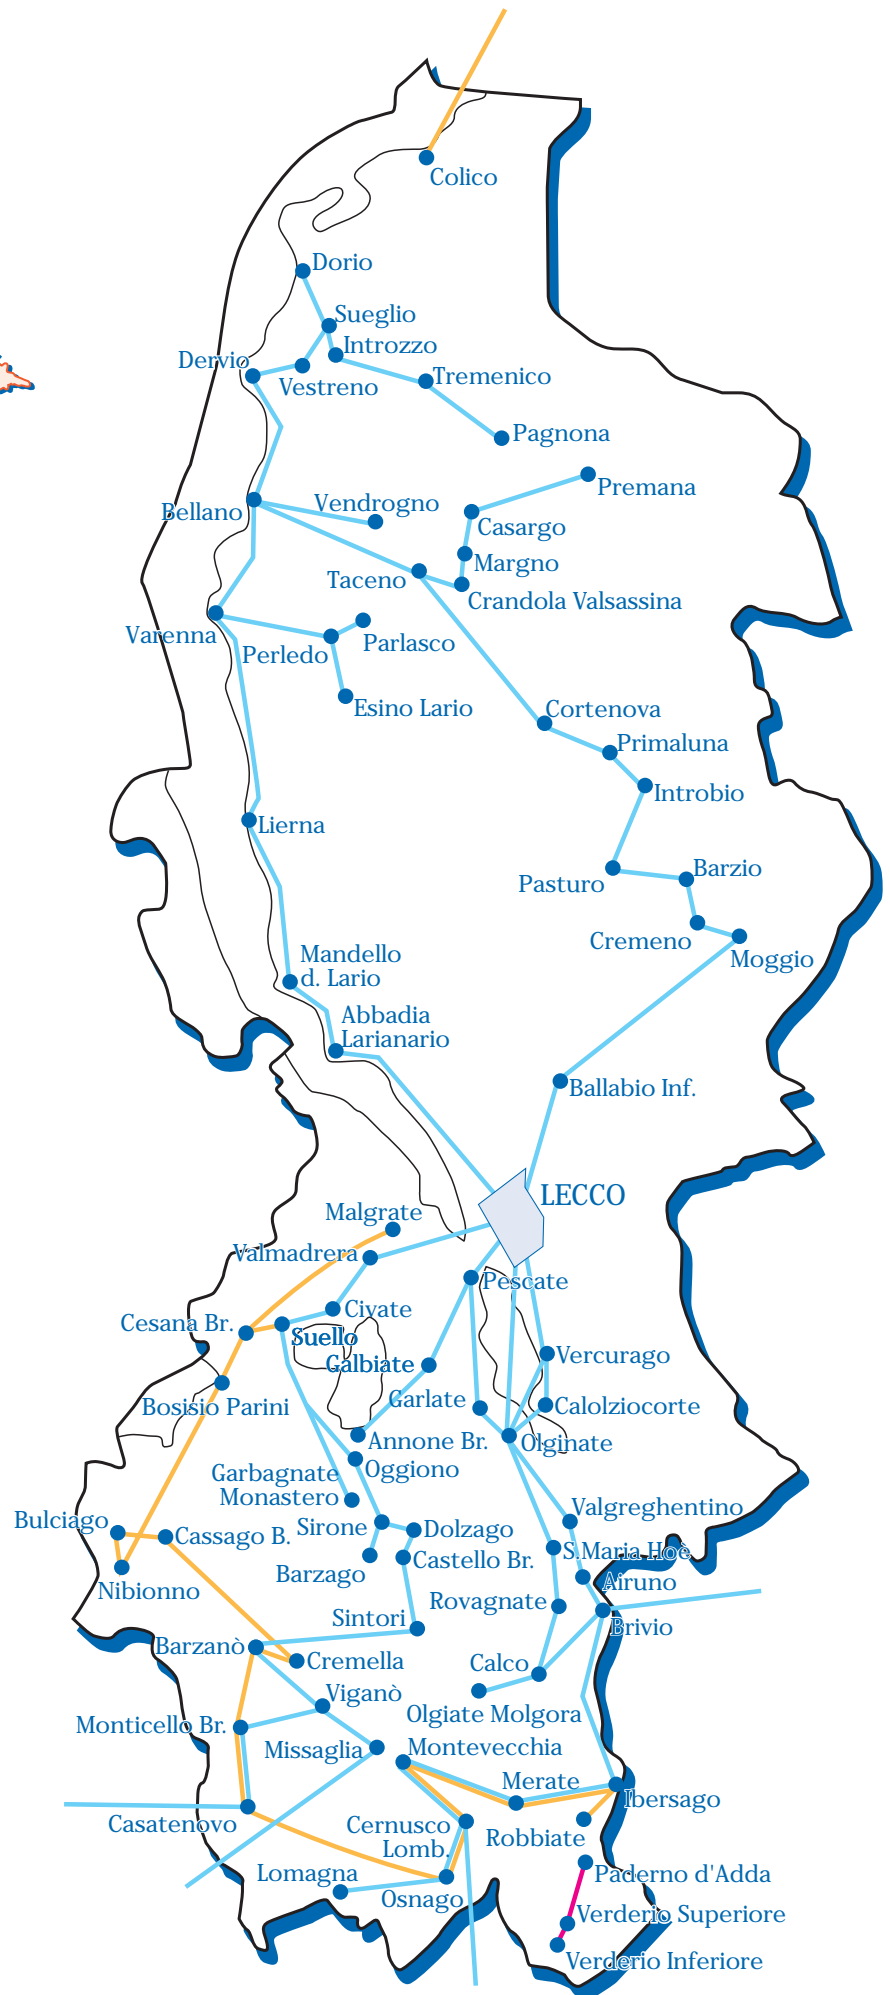 Colico
Dorio
Sueglio
Introzzo
Dervio
Vestreno
Tremenico
Pagnona
Premana
Bellano
Vendrogno
Casargo
Margno
Taceno
Crandola Valsassina
Varenna
Parlasco
Perledo
Esino Lario
Cortenova
Primaluna
Introbio
Lierna
Barzio
Pasturo
Cremeno
Moggio
Mandello
d. Lario
Abbadia
Larianario
Ballabio Inf.
LECCO
Malgrate
Valmadrera
Pescate
Civate
Cesana Br.
Suello
Galbiate
Vercurago
Bosisio Parini
Garlate
Calolziocorte
Annone Br.
Olginate
Oggiono
Garbagnate
Monastero
Valgreghentino
Bulciago
Cassago B.
Sirone
Dolzago
S.Maria Hoè
Castello Br.
Barzago
Airuno
Nibionno
Rovagnate
Sintori
Brivio
Barzanò
Cremella
Calco
Viganò
Olgiate Molgora
Monticello Br.
Missaglia
Montevecchia
Merate
Ibersago
Casatenovo
Cernusco
Lomb.
Robbiate
Lomagna
Osnago
Paderno d'Adda
Verderio Superiore
Verderio Inferiore